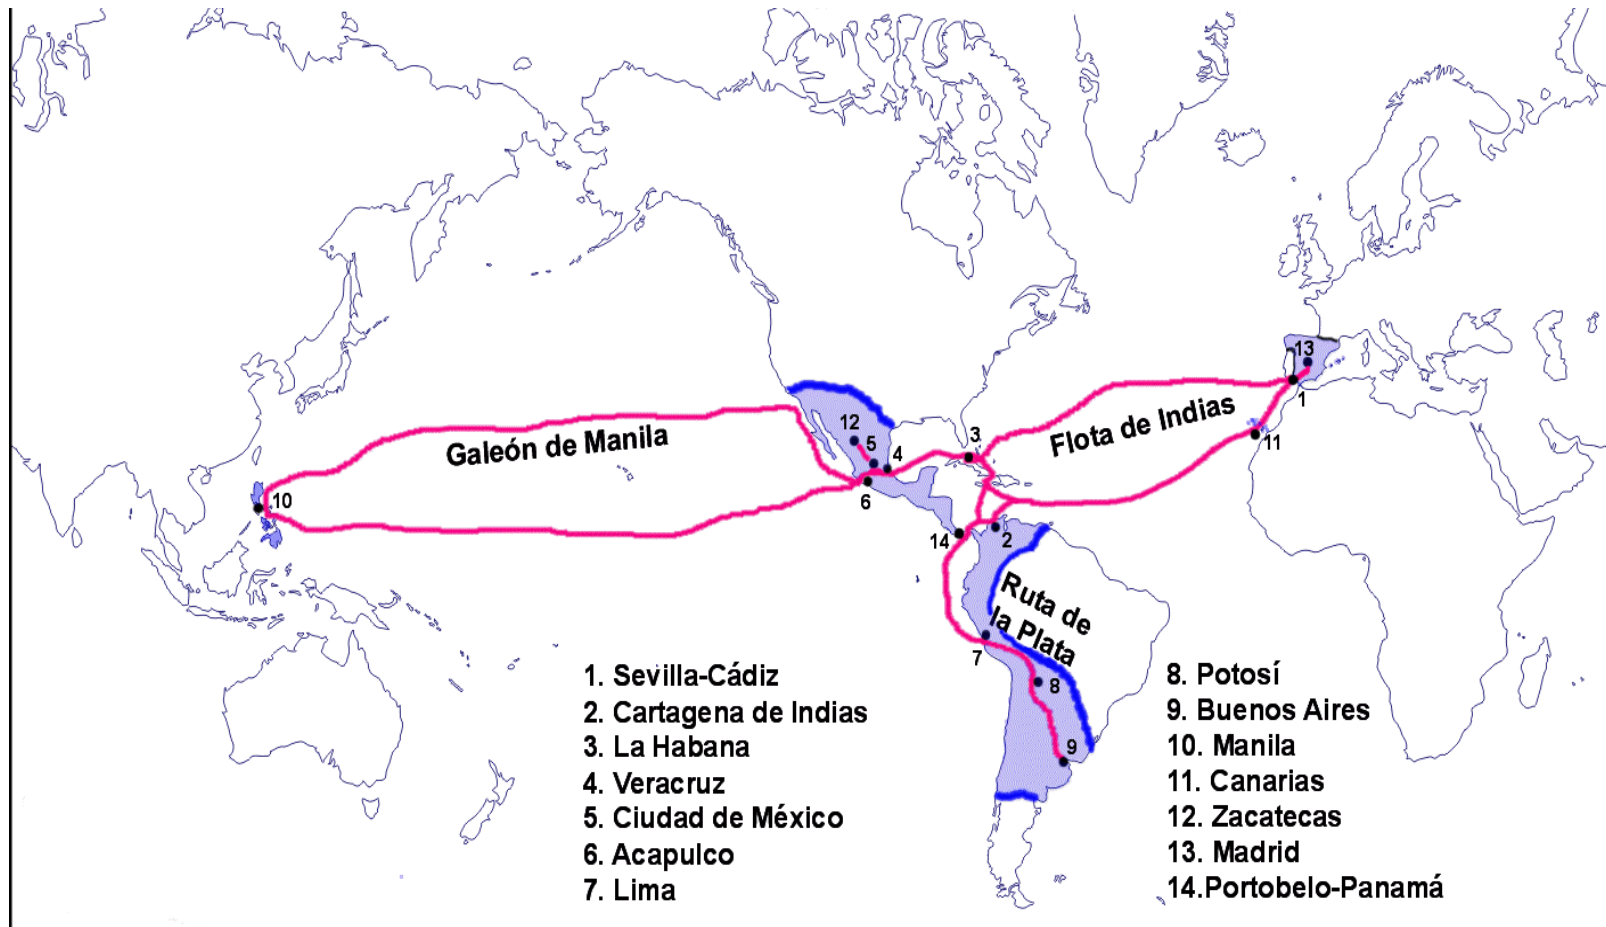 13
1
12
3
Galeón de Manila
Flota de Indias
5
4
11
10
6
14
2
Ruta de
la Plata
7
8
9
1. Sevilla-Cádiz
2. Cartagena de Indias
3. La Habana
4. Veracruz
5. Ciudad de México
6. Acapulco
7. Lima
8. Potosí
9. Buenos Aires
10. Manila
11. Canarias
12. Zacatecas
13. Madrid
14.Portobelo-Panamá